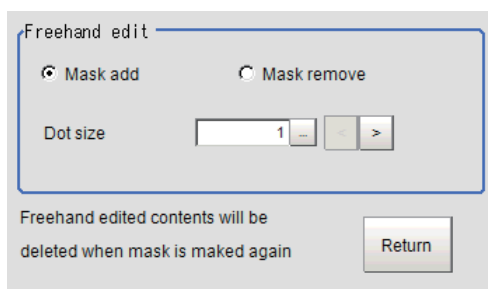 Freehand edit
Mask add Mask remove
Dot size 1 ... < >
Freehand edited contents will be
deleted when mask is maked again
Return